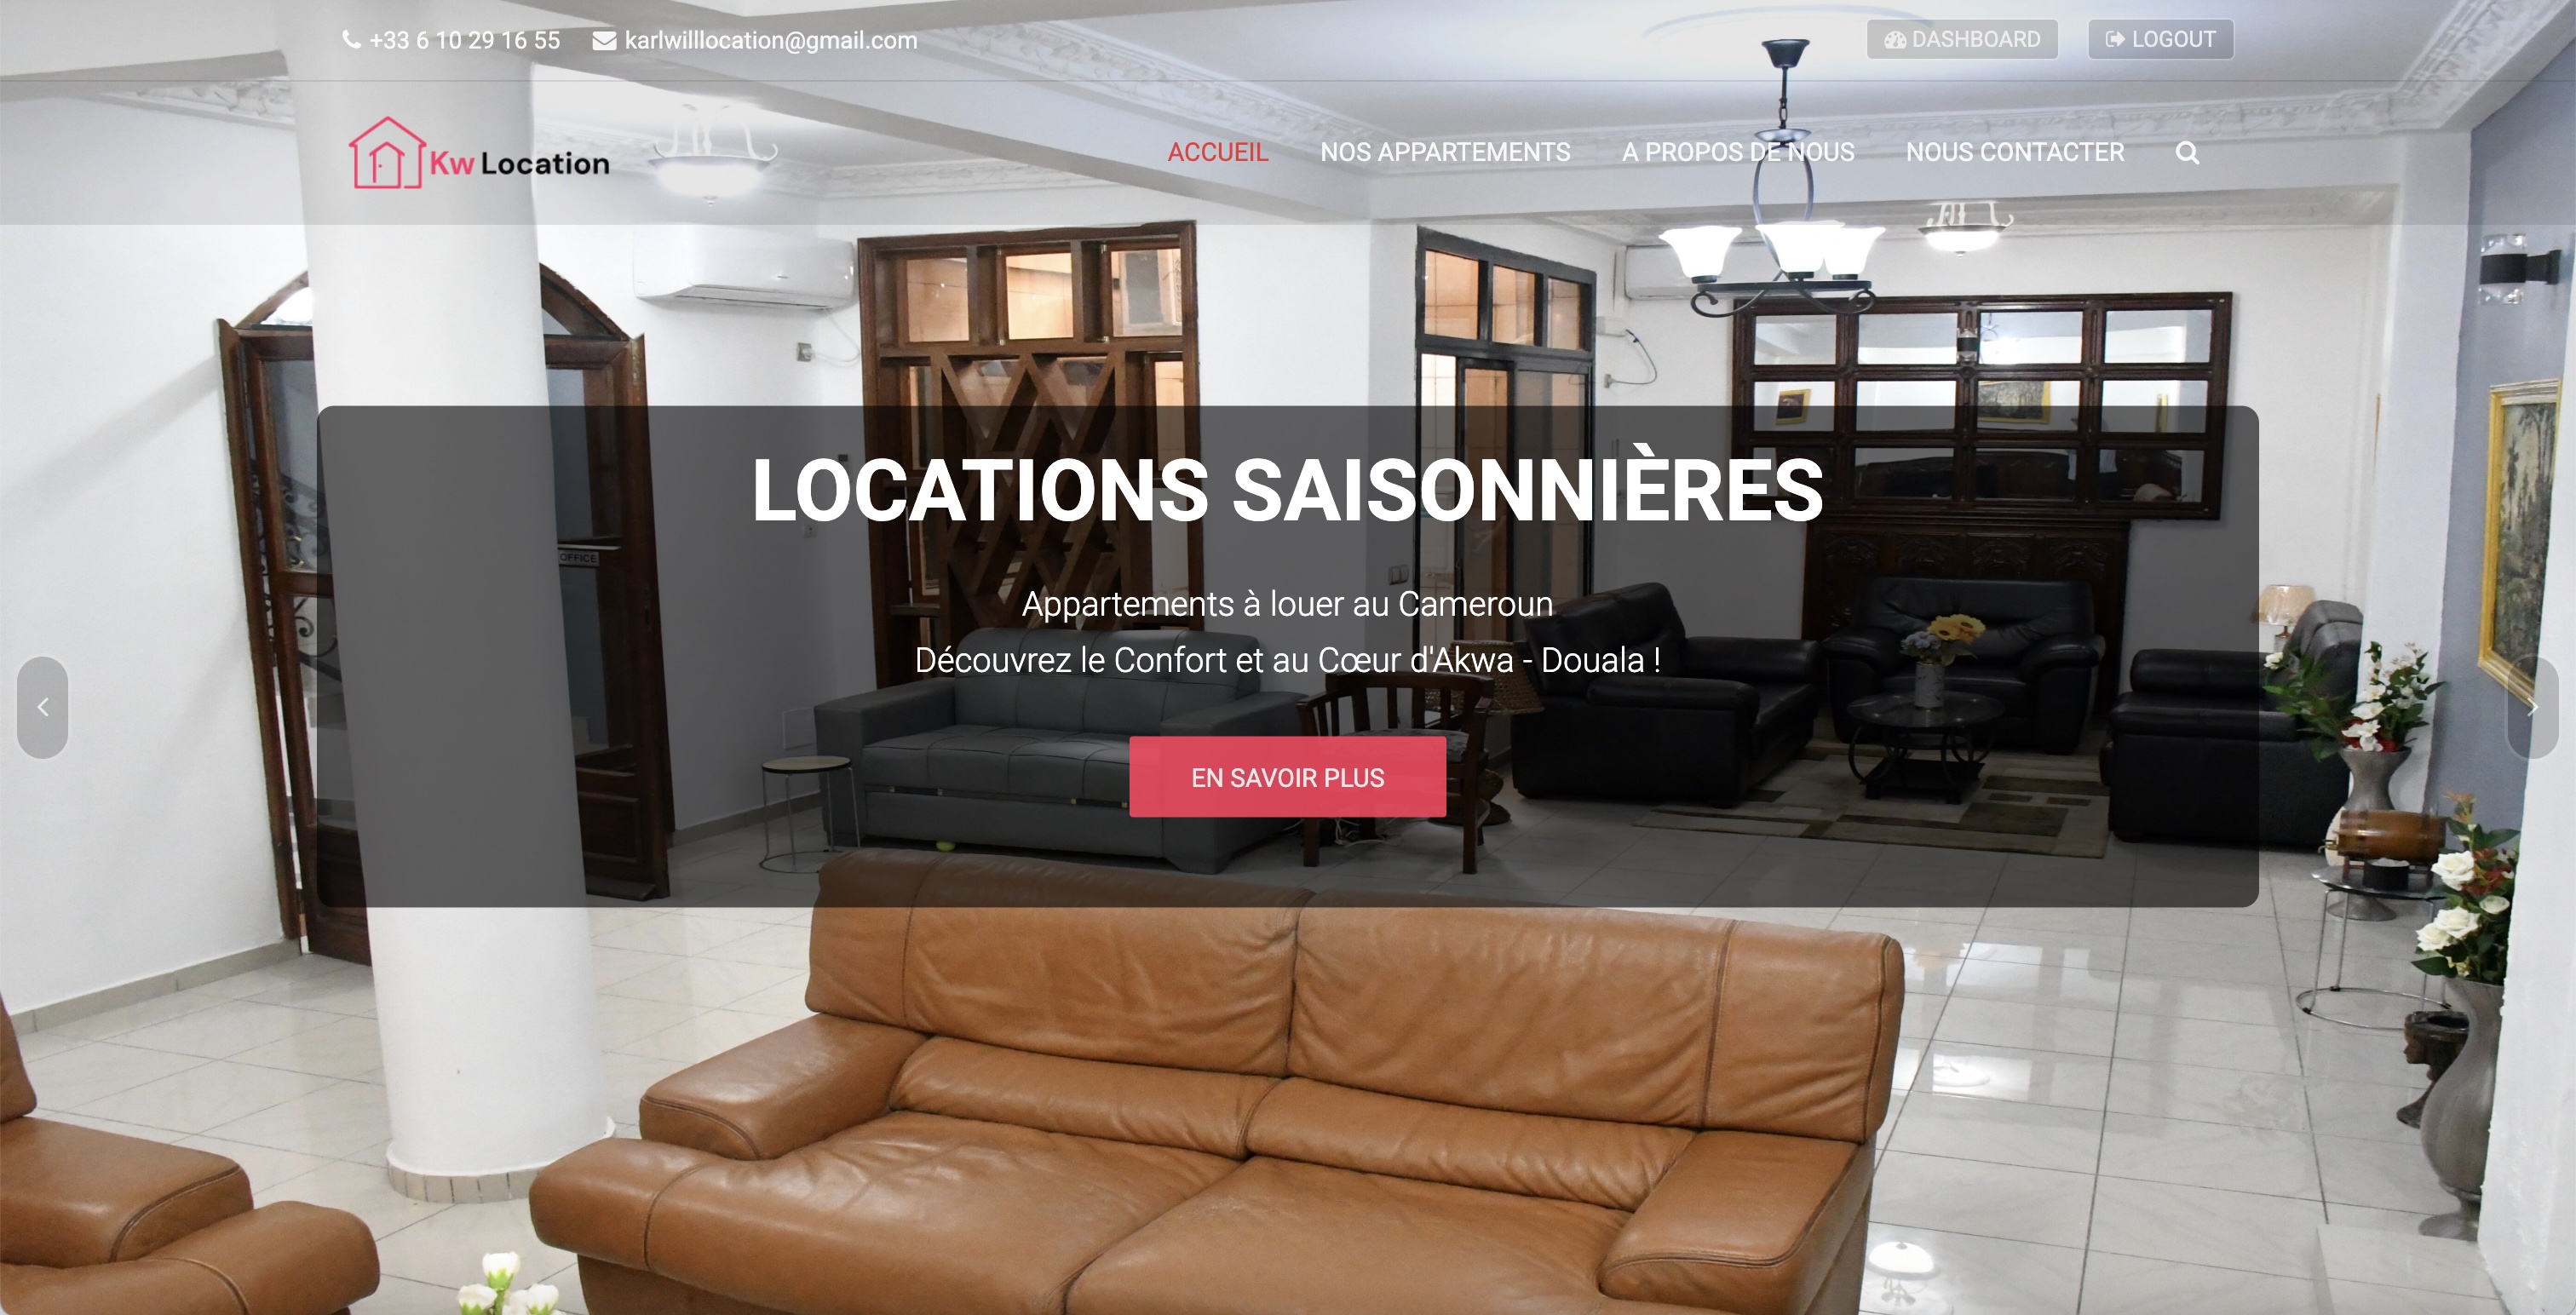 +33 6 10 29 16 55 karlwilllocation@gmail.com DASHBOARD LOGOUT
Kw Location ACCUEIL NOS APPARTEMENTS A PROPOS DE NOUS NOUS CONTACTER
OFFICE
LOCATIONS SAISONNIÈRES
Appartements à louer au Cameroun
Découvrez le Confort et au Cœur d'Akwa - Douala !
EN SAVOIR PLUS